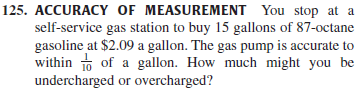 125. ACCURACY OF MEASUREMENT You stop at a
self-service gas station to buy 15 gallons of 87-octane
gasoline at $2.09 a gallon. The gas pump is accurate to
within 1/10 of a gallon. How much might you be
undercharged or overcharged?